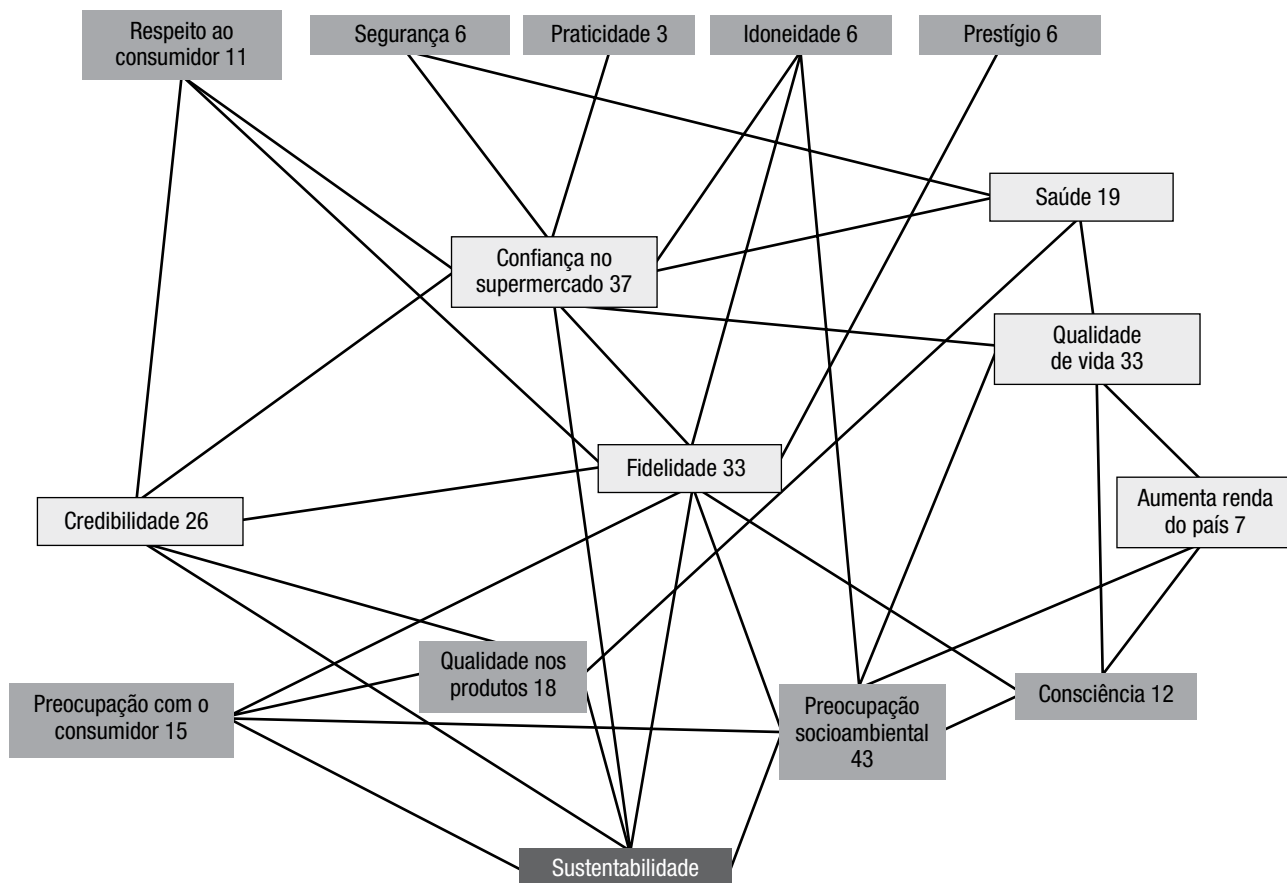 Respeito ao
consumidor 11
Segurança 6
Praticidade 3
Idoneidade 6
Prestígio 6
Saúde 19
Confiança no
supermercado 37
Qualidade
de vida 33
Fidelidade 33
Credibilidade 26
Aumenta renda
do país 7
Qualidade nos
produtos 18
Preocupação com o
consumidor 15
Preocupação
socioambiental
43
Consciência 12
Sustentabilidade